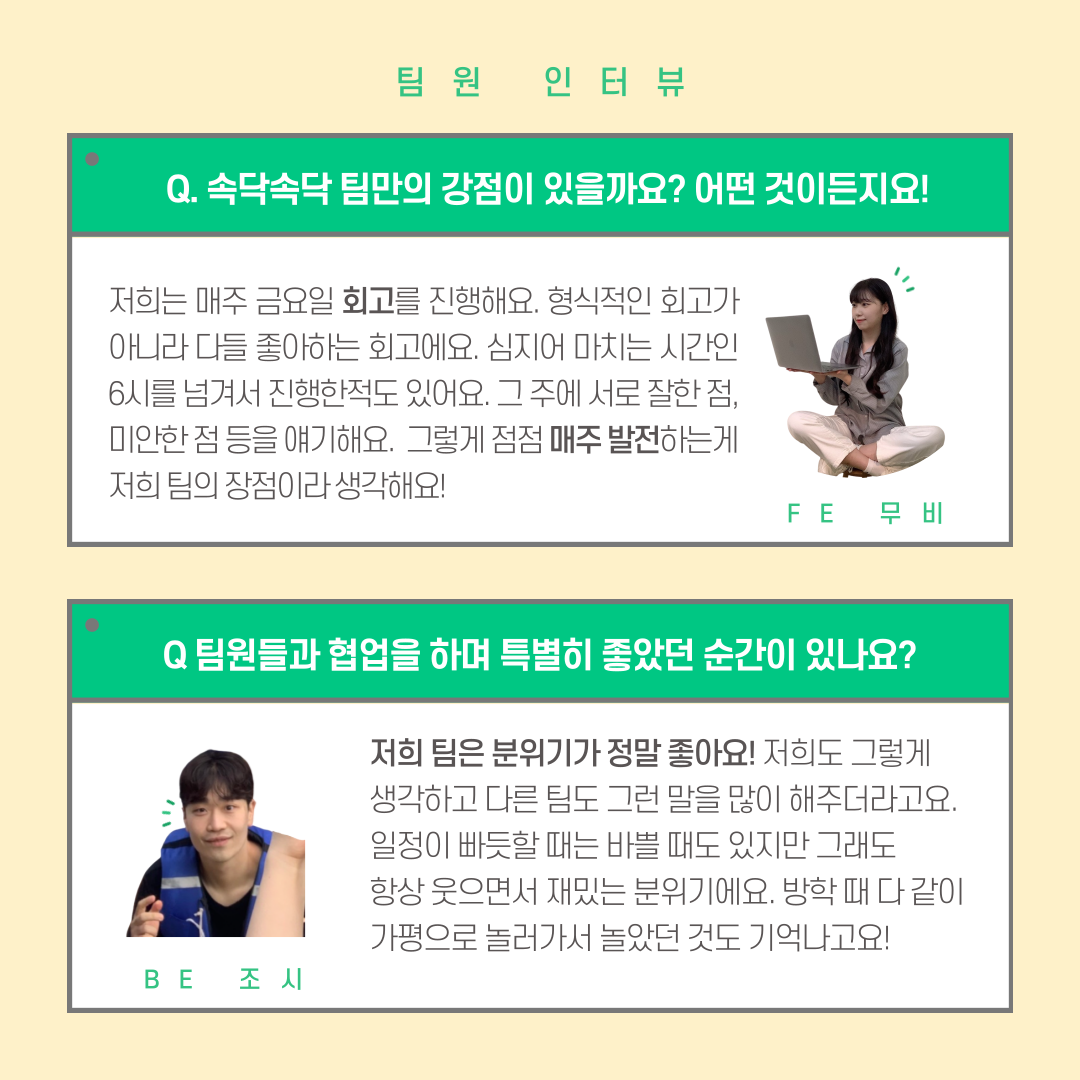 팀원 인터뷰
Q. 속닥속닥 팀만의 강점이 있을까요? 어떤 것이든지요!
저희는 매주 금요일 회고를 진행해요. 형식적인 회고가
아니라 다들 좋아하는 회고에요. 심지어 마치는 시간인
6시를 넘겨서 진행한적도 있어요. 그 주에 서로 잘한 점,
미안한 점 등을 얘기해요. 그렇게 점점 매주 발전하는게
저희 팀의 장점이라 생각해요!
FE 무비
Q 팀원들과 협업을 하며 특별히 좋았던 순간이 있나요?
저희 팀은 분위기가 정말 좋아요! 저희도 그렇게
생각하고 다른 팀도 그런 말을 많이 해주더라고요.
일정이 빠듯할 때는 바쁠 때도 있지만 그래도
항상 웃으면서 재밌는 분위기에요. 방학 때 다 같이
가평으로 놀러가서 놀았던 것도 기억나고요!
BE 조시